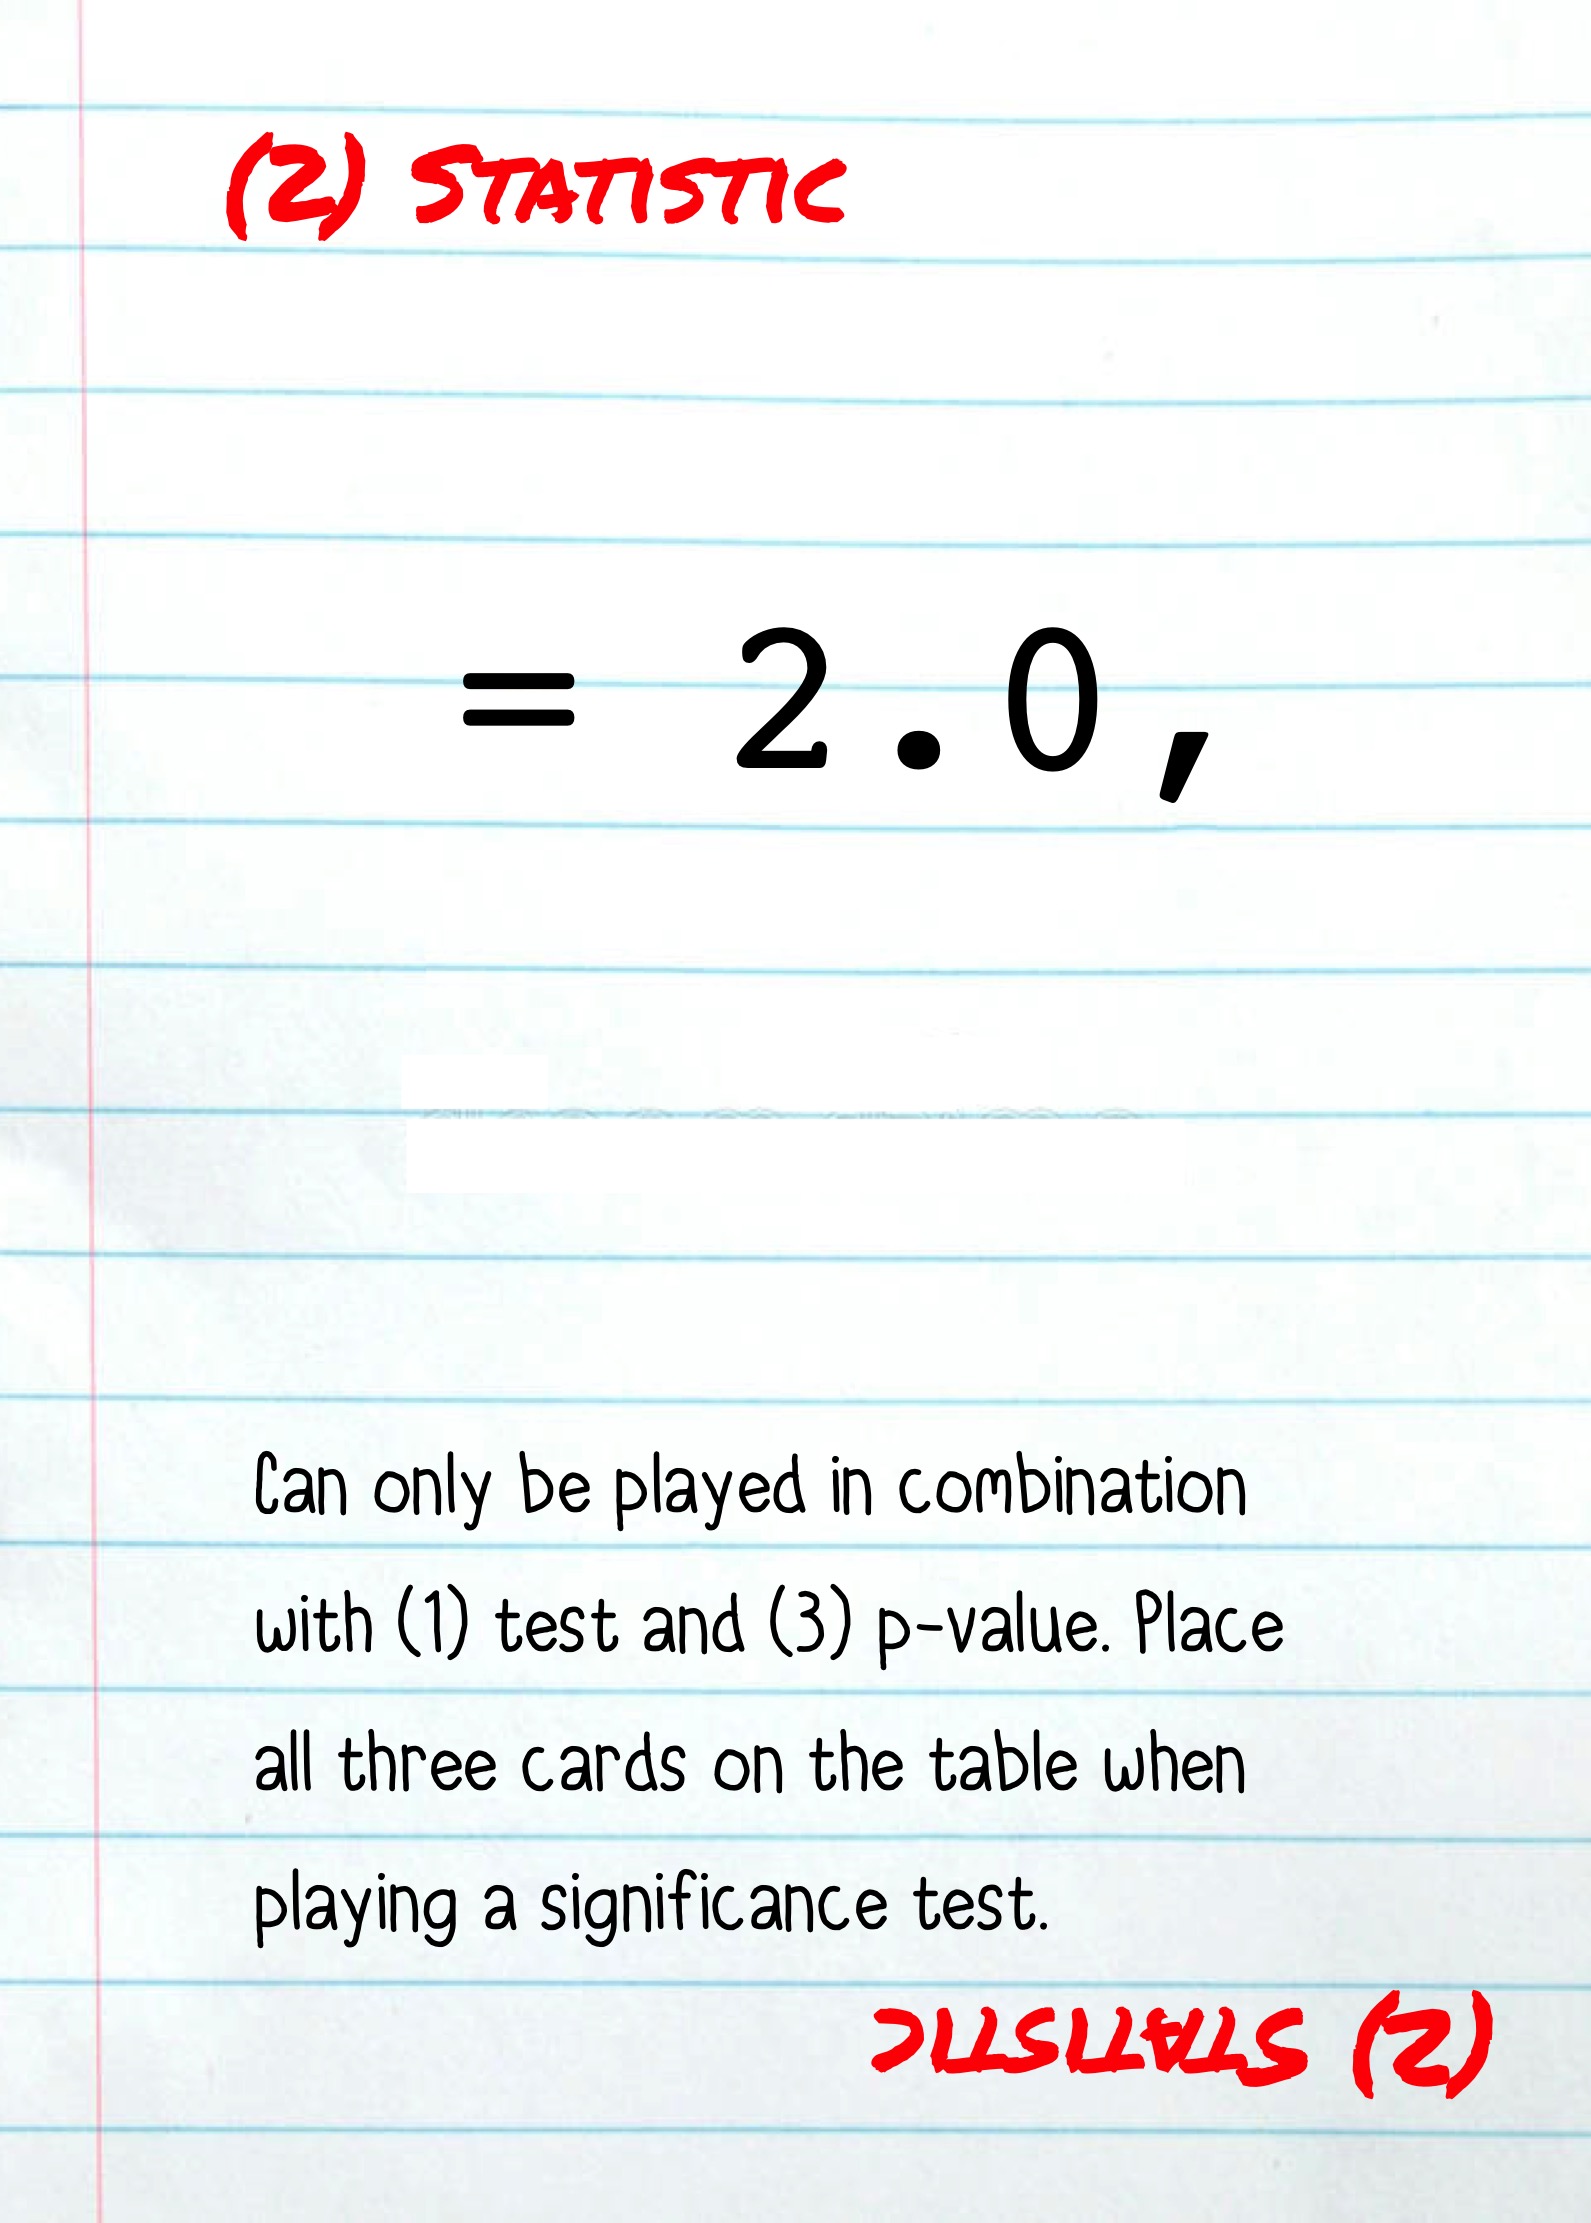 (2) Statistic
= 2.0,
Can only be played in combination
with (1) test and (3) p-value. Place
all three cards on the table when
playing a significance test.
(2) Statistic